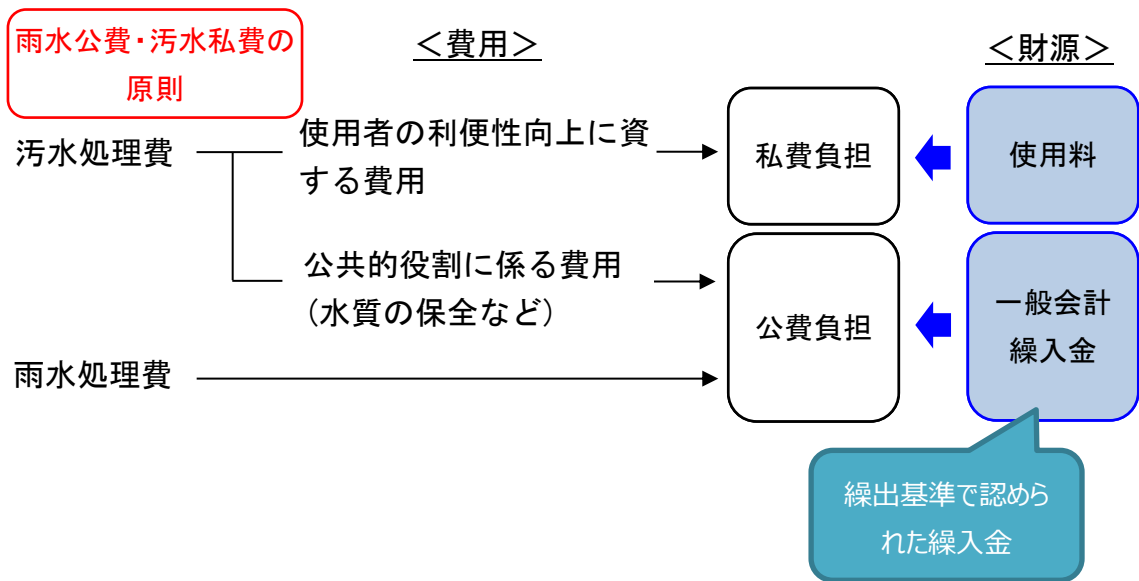 雨水公費・汚水私費の
原則
＜費用＞
＜財源＞
汚水処理費
使用者の利便性向上に資
する費用
私費負担
使用料
公共的役割に係る費用
（水質の保全など）
公費負担
一般会計
繰入金
雨水処理費
繰出基準で認めら
れた繰入金